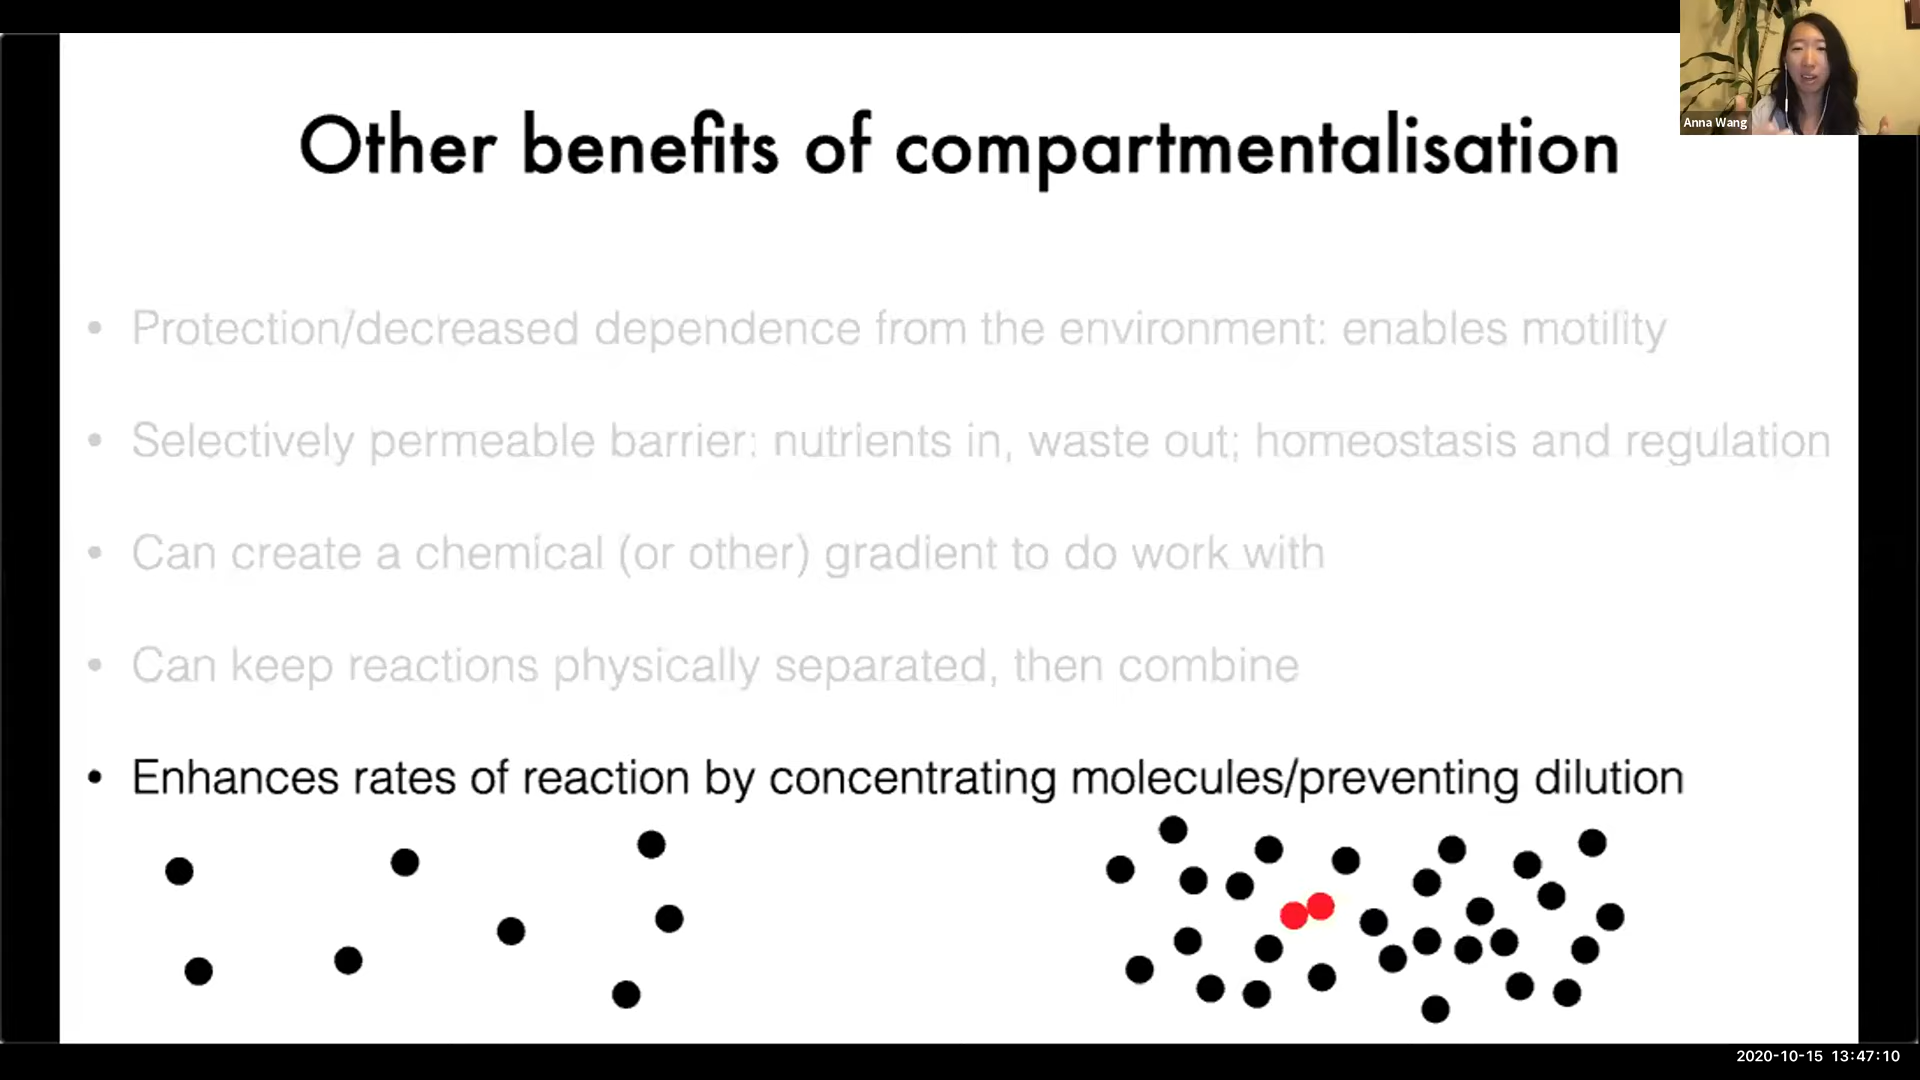 Anna Wang
Other benefits of compartmentalisation
• Protection/decreased dependence from the environment: enables motility
• Selectively permeable barrier: nutrients in, waste out; homeostasis and regulation
• Can create a chemical (or other) gradient to do work with
• Can keep reactions physically separated, then combine
• Enhances rates of reaction by concentrating molecules/preventing dilution
2020-10-15 13:47:10